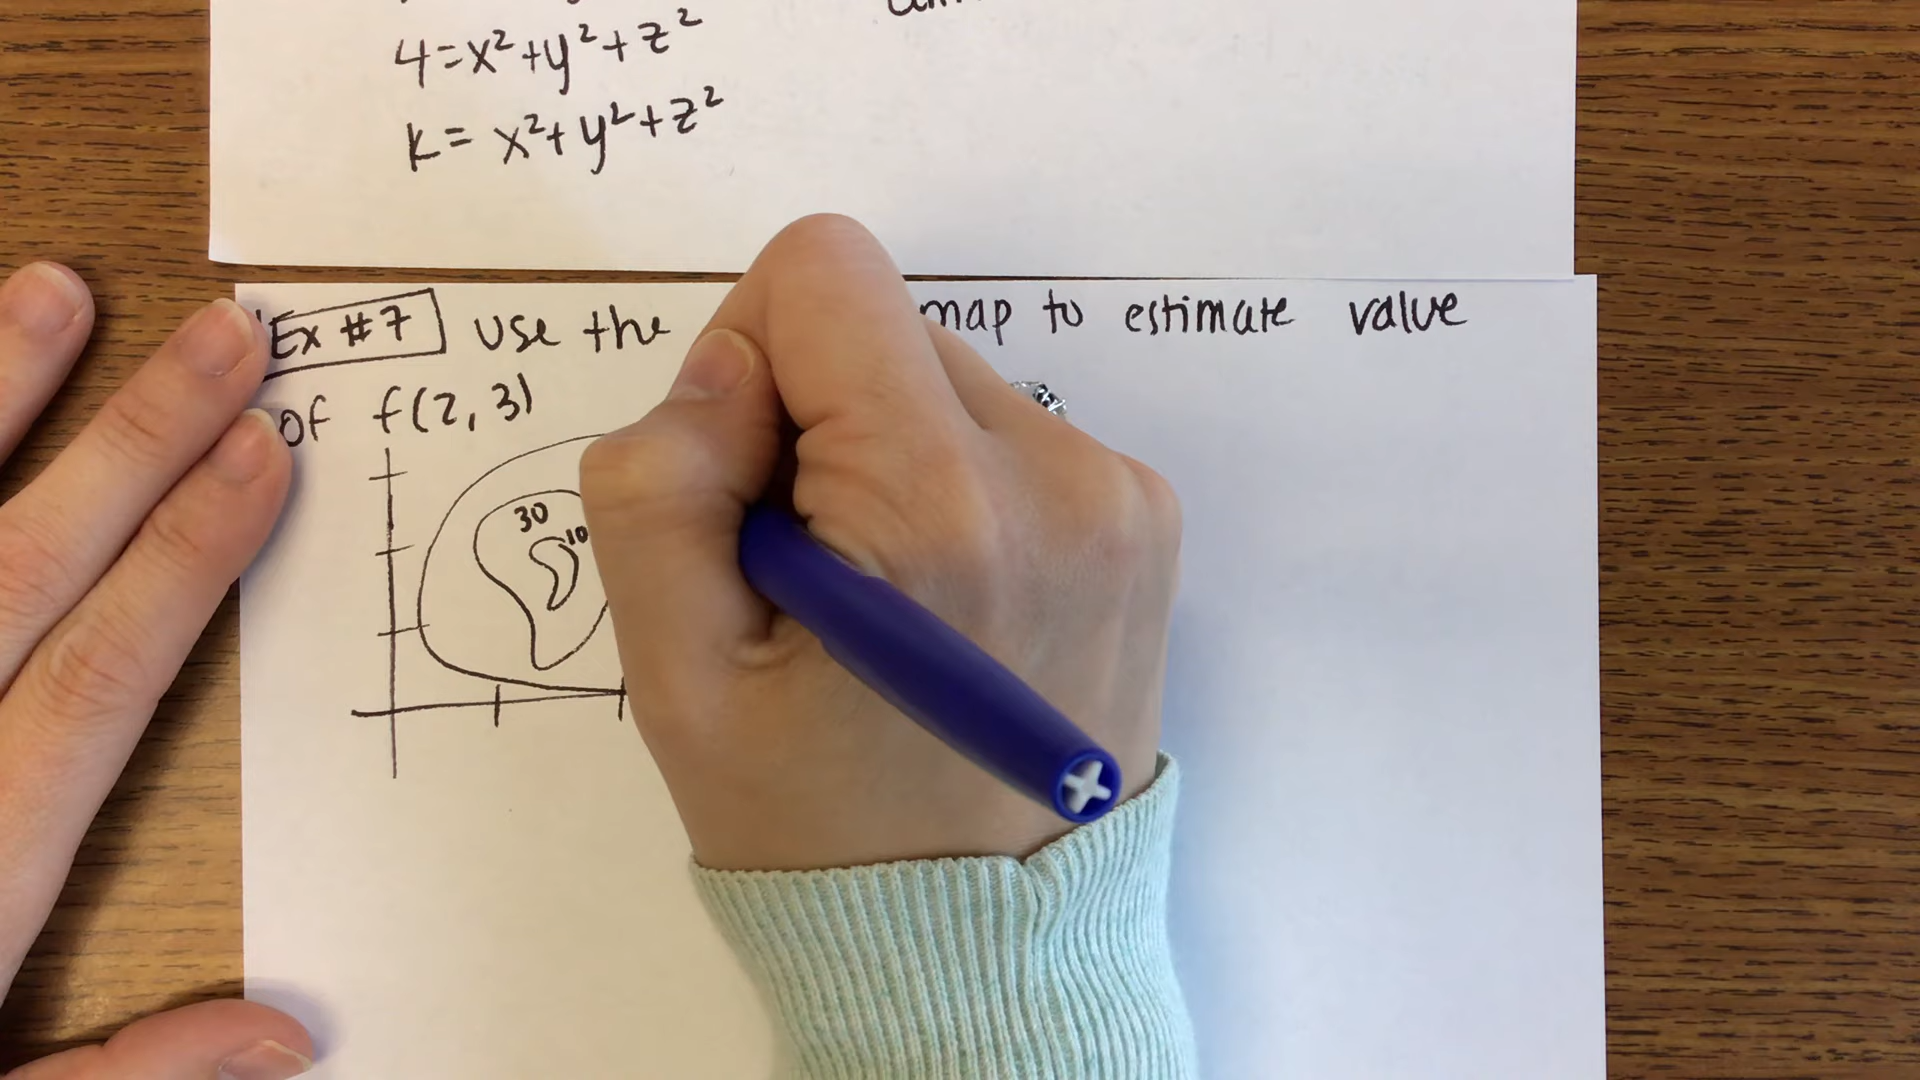 4=x²+y²+z²
k= x²+y²+z²
Ex #7 use the map to estimate value
of f(2,3)
30
10